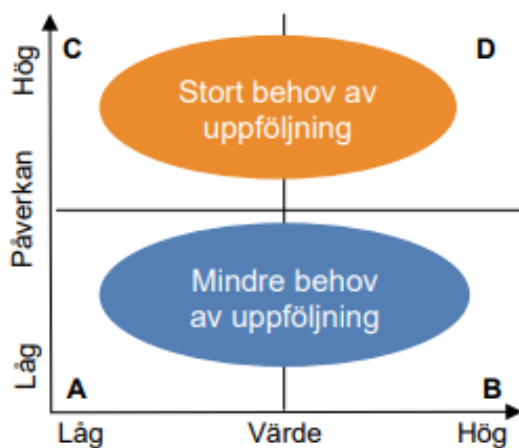 C
D
Hög
Stort behov av
uppföljning
Påverkan
Mindre behov
av uppföljning
Låg
A
B
Låg
Värde
Hög